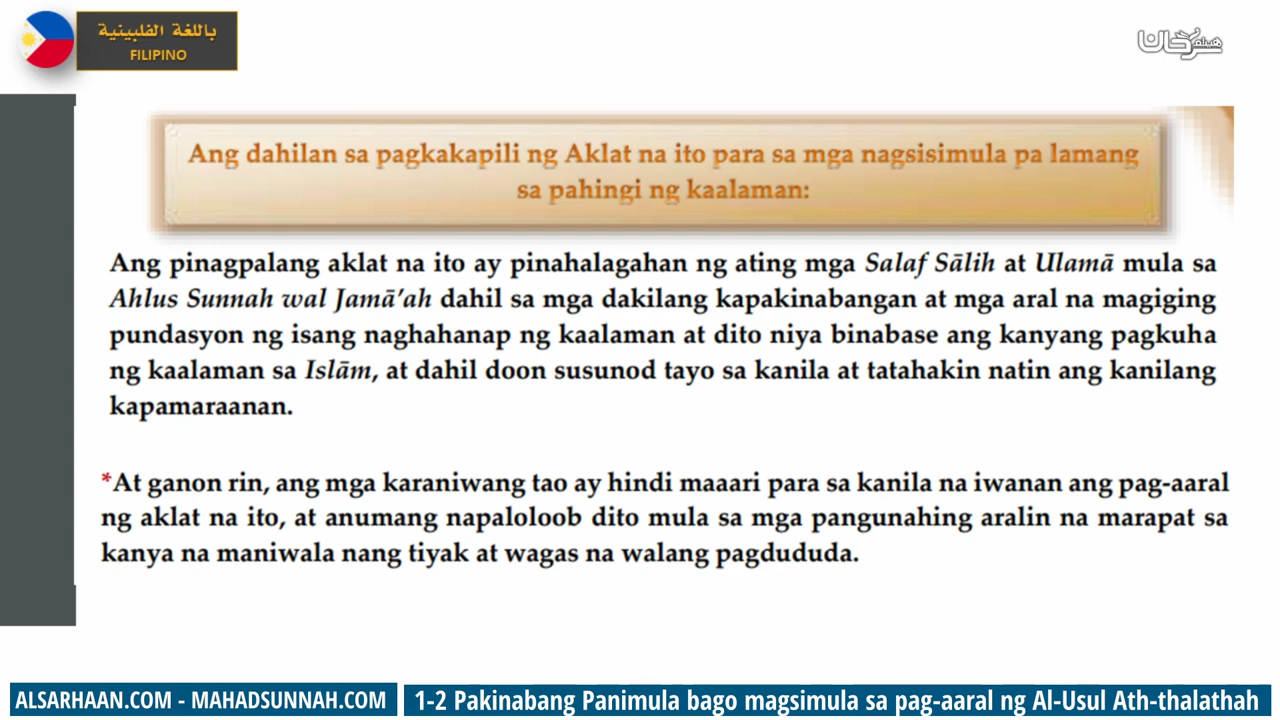 باللغة الفلبينية
FILIPINO
هيثم سرحان
Ang dahilan sa pagkakapili ng Aklat na ito para sa mga nagsisimula pa lamang
sa pahingi ng kaalaman:
Ang pinagpalang aklat na ito ay pinahalagahan ng ating mga Salaf Sālih at Ulamā mula sa
Ahlus Sunnah wal Jamā’ah dahil sa mga dakilang kapakinabangan at mga aral na magiging
pundasyon ng isang naghahanap ng kaalaman at dito niya binabase ang kanyang pagkuha
ng kaalaman sa Islām, at dahil doon susunod tayo sa kanila at tatahakin natin ang kanilang
kapamaraanan.
*At ganon rin, ang mga karaniwang tao ay hindi maaari para sa kanila na iwanan ang pag-aaral
ng aklat na ito, at anumang napaloloob dito mula sa mga pangunahing aralin na marapat sa
kanya na maniwala nang tiyak at wagas na walang pagdududa.
ALSARHAAN.COM - MAHADSUNNAH.COM
1-2 Pakinabang Panimula bago magsimula sa pag-aaral ng Al-Usul Ath-thalathah